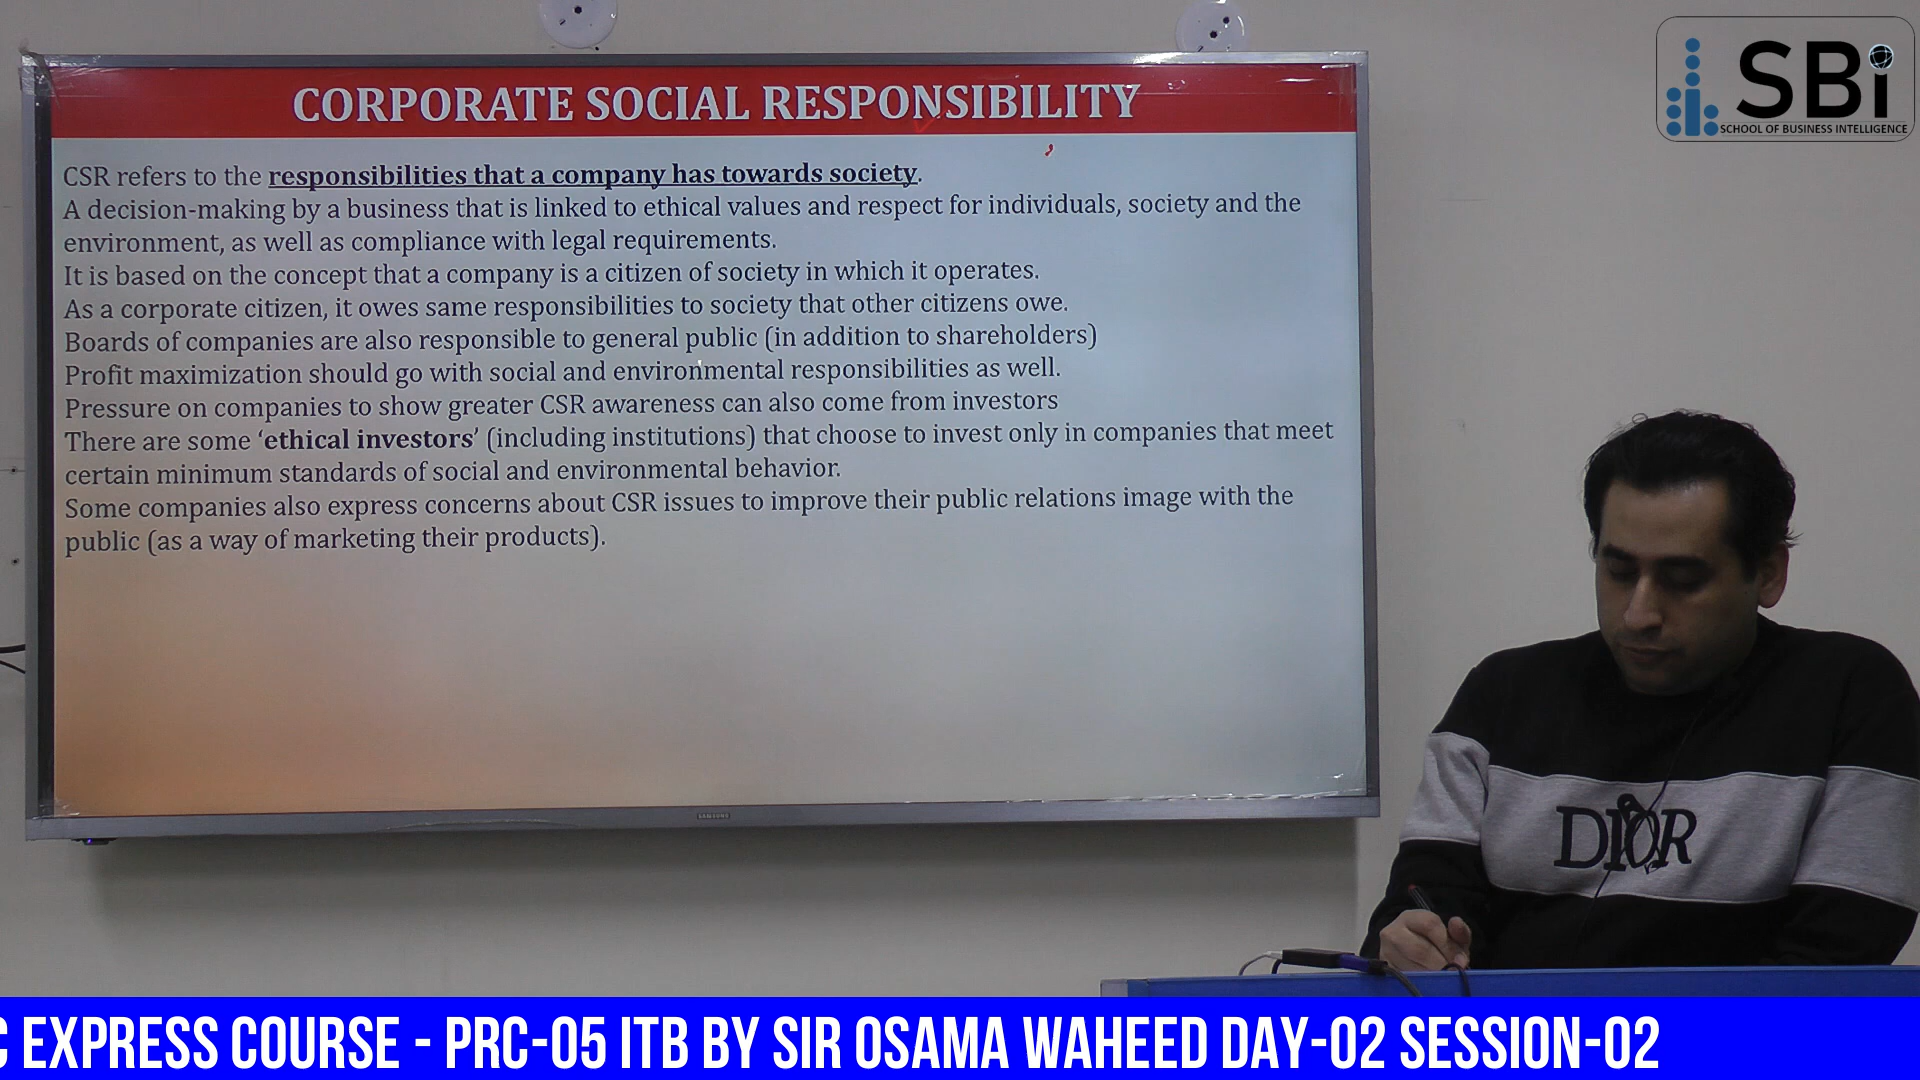 SBi
SCHOOL OF BUSINESS INTELLIGENCE
CORPORATE SOCIAL RESPONSIBILITY
CSR refers to the responsibilities that a company has towards society.
A decision-making by a business that is linked to ethical values and respect for individuals, society and the
environment, as well as compliance with legal requirements.
It is based on the concept that a company is a citizen of society in which it operates.
As a corporate citizen, it owes same responsibilities to society that other citizens owe.
Boards of companies are also responsible to general public (in addition to shareholders)
Profit maximization should go with social and environmental responsibilities as well.
Pressure on companies to show greater CSR awareness can also come from investors
There are some ‘ethical investors’ (including institutions) that choose to invest only in companies that meet
certain minimum standards of social and environmental behavior.
Some companies also express concerns about CSR issues to improve their public relations image with the
public (as a way of marketing their products).
SAMSUNG
DIOR
C EXPRESS COURSE - PRC-05 ITB BY SIR OSAMA WAHEED DAY-02 SESSION-02